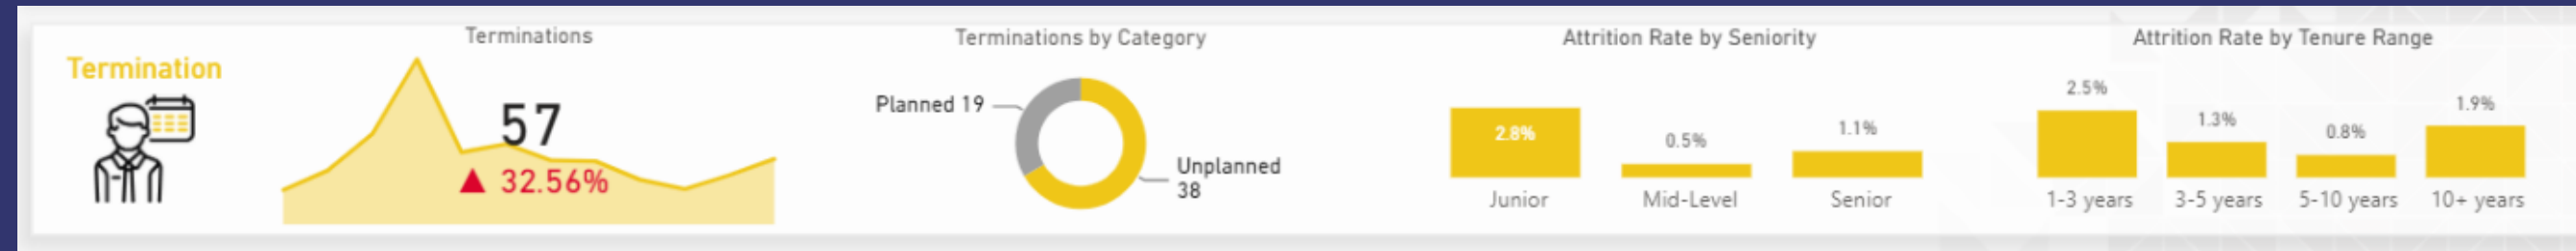 Termination
Terminations
57
▲ 32.56%
Terminations by Category
Planned 19
Unplanned
38
Attrition Rate by Seniority
2.8%
0.5%
1.1%
Junior
Mid-Level
Senior
Attrition Rate by Tenure Range
2.5%
1.3%
0.8%
1.9%
1-3 years
3-5 years
5-10 years
10+ years